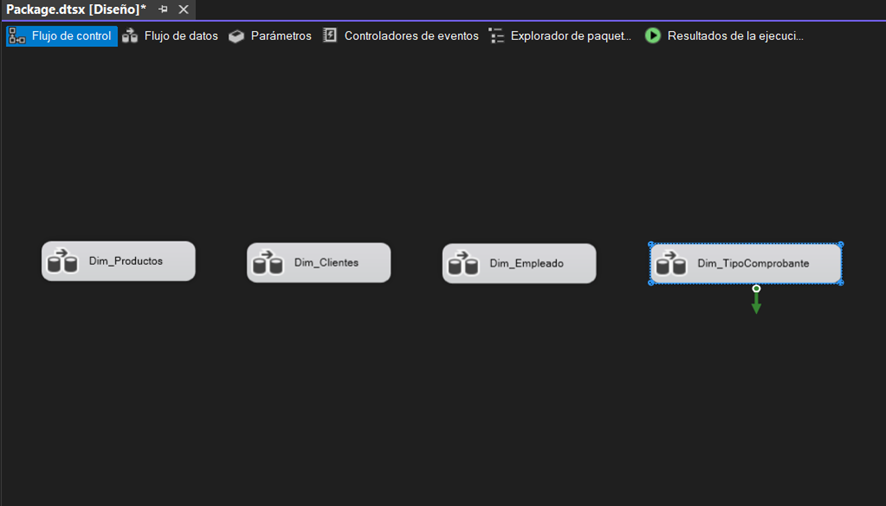 Package.dtsx [Diseño]*
Flujo de control Flujo de datos Parámetros Controladores de eventos Explorador de paquet... Resultados de la ejecuci...
Dim_Productos Dim_Clientes Dim_Empleado Dim_TipoComprobante